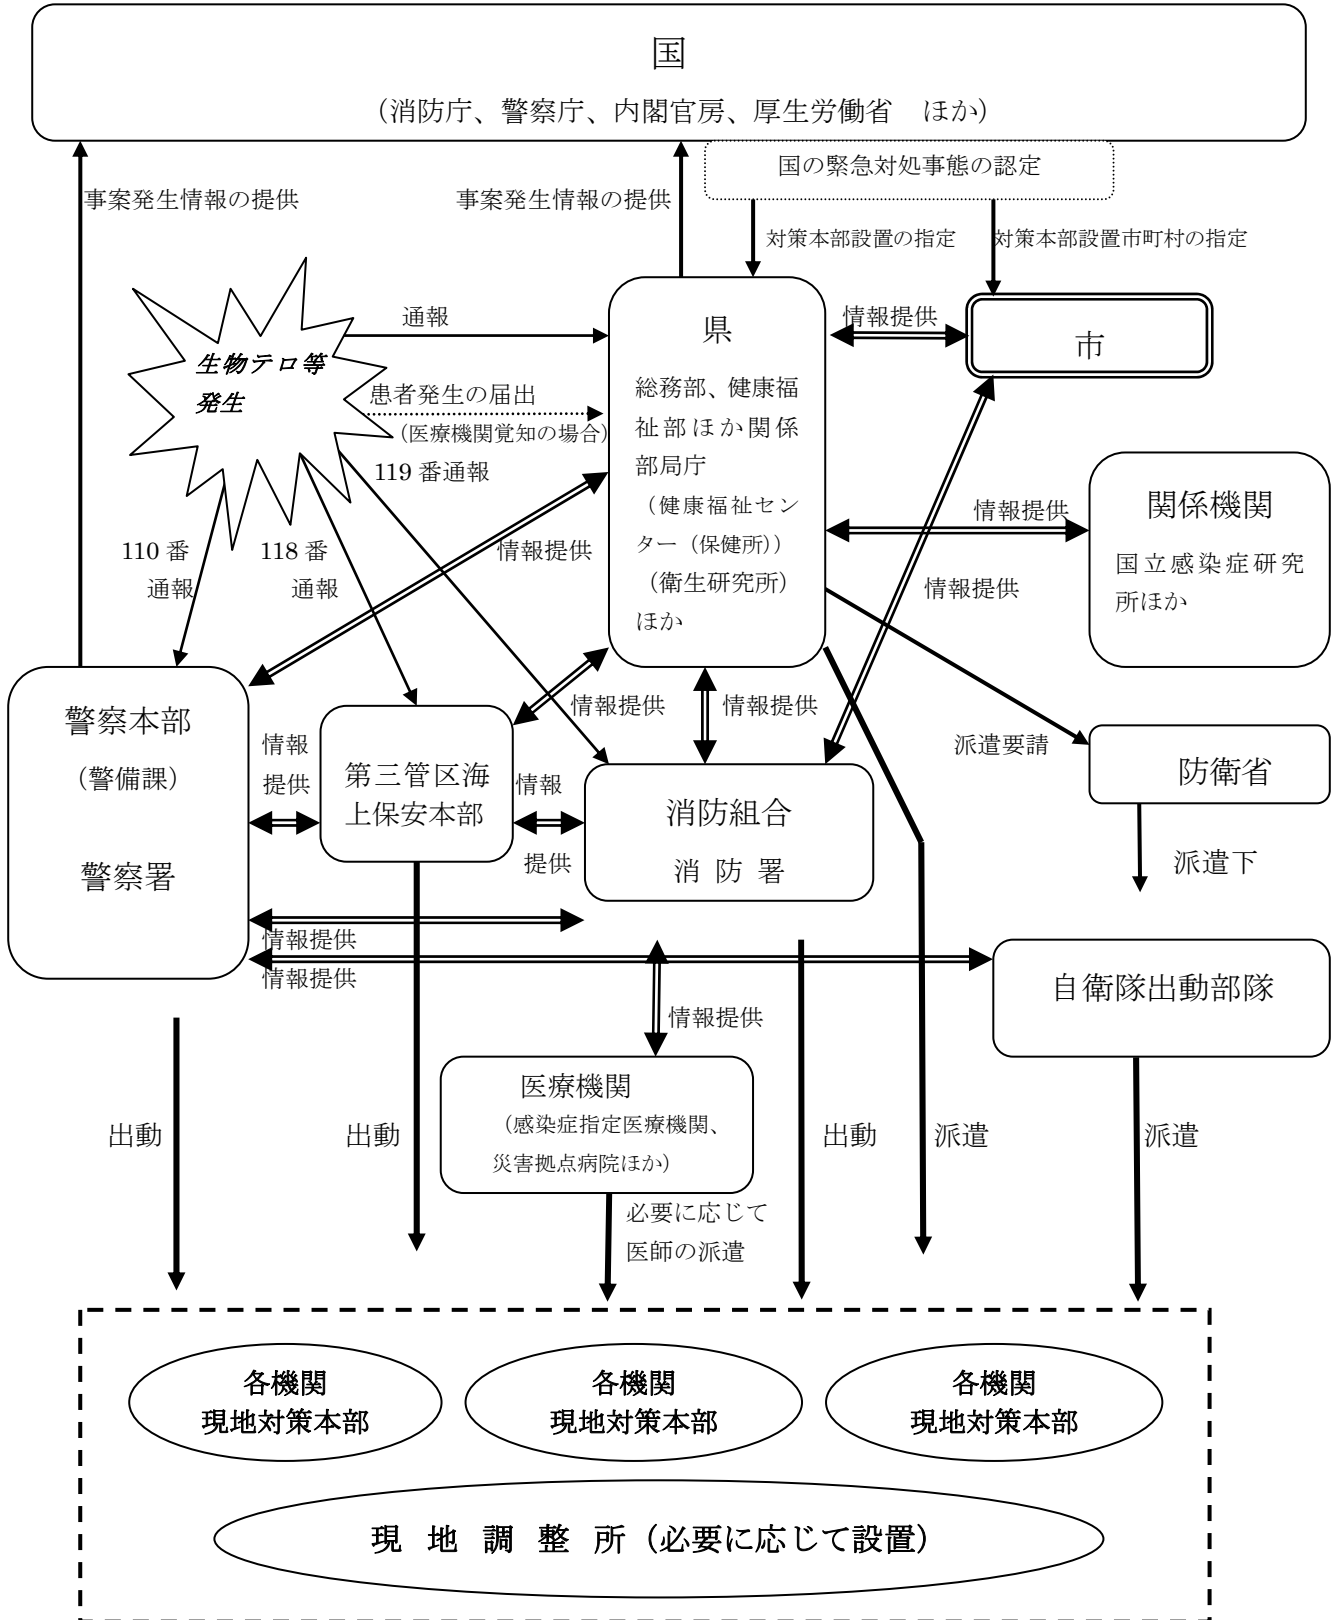 国
（消防庁、警察庁、内閣官房、厚生労働省　ほか）
国の緊急対処事態の認定
事案発生情報の提供
事案発生情報の提供
対策本部設置の指定
対策本部設置市町村の指定
通報
情報提供
県
市
生物テロ等
発生
総務部、健康福
祉部ほか関係
部局庁
（健康福祉セン
ター（保健所））
（衛生研究所）
ほか
患者発生の届出
（医療機関覚知の場合）
119 番通報
110 番
通報
118 番
通報
情報提供
情報提供
関係機関
国立感染症研究
所ほか
情報提供
情報提供
情報提供
派遣要請
警察本部
（警備課）
警察署
情報
提供
第三管区海
上保安本部
情報
提供
消防組合
消 防 署
防衛省
派遣下
情報提供
情報提供
自衛隊出動部隊
情報提供
医療機関
（感染症指定医療機関、
災害拠点病院ほか）
出動
出動
出動
派遣
派遣
必要に応じて
医師の派遣
各機関
現地対策本部
各機関
現地対策本部
各機関
現地対策本部
現 地 調 整 所（必要に応じて設置）